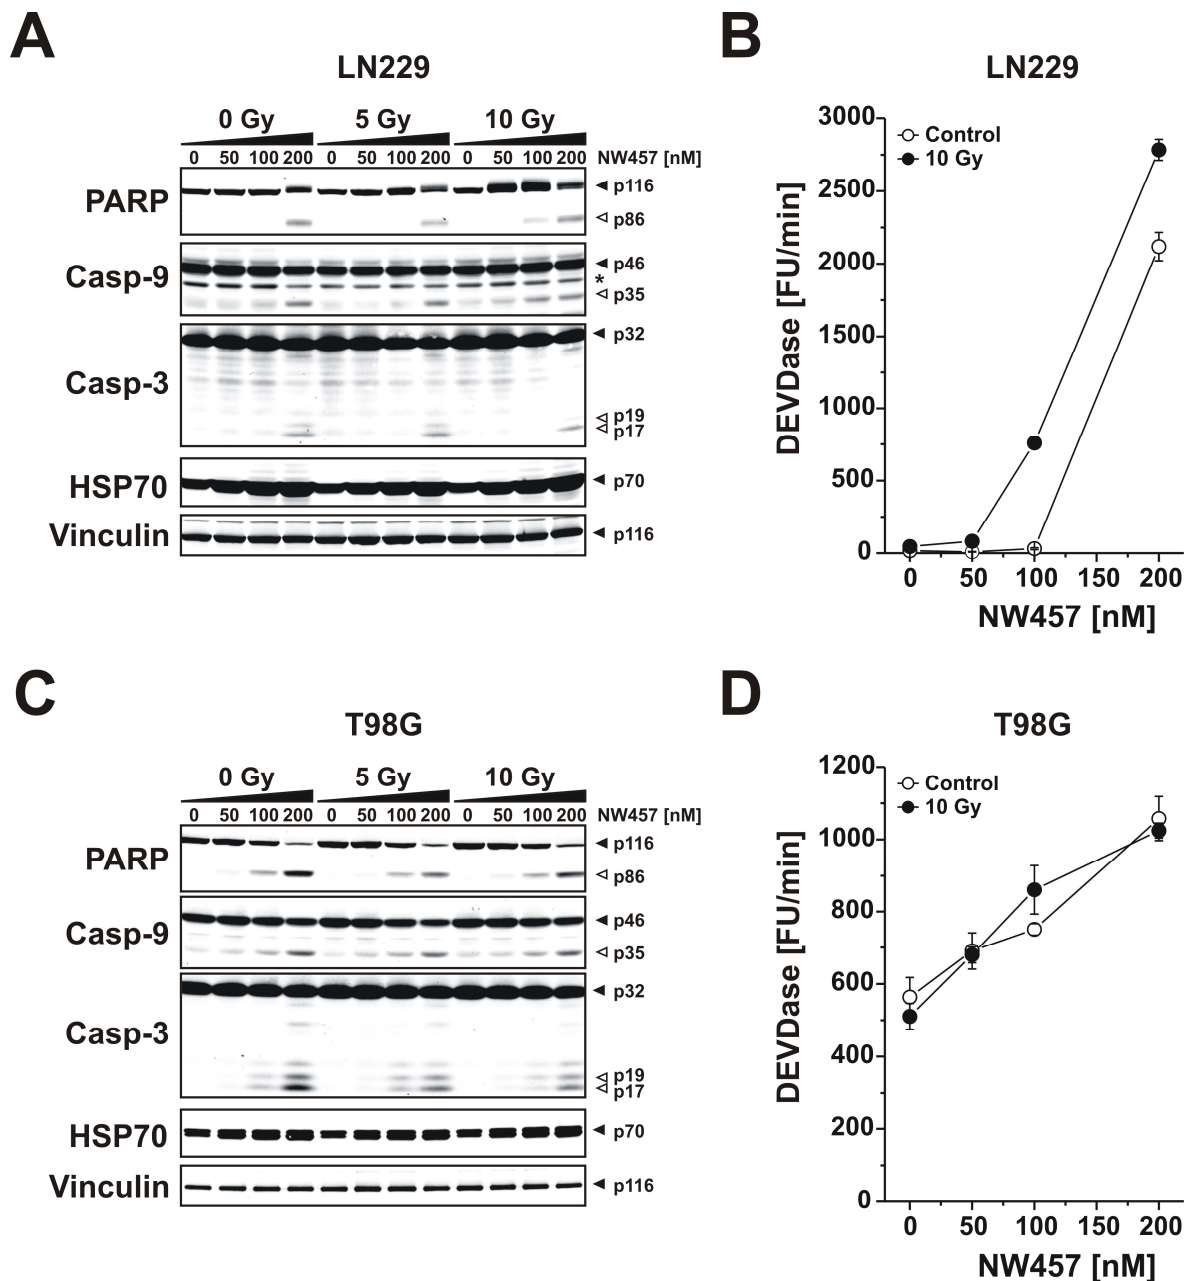 A
LN229
0 Gy 5 Gy 10 Gy
0 50 100 200 0 50 100 200 0 50 100 200 NW457 [nM]
PARP
p116
p86
Casp-9
p46
*
p35
Casp-3
p32
p19
p17
HSP70
p70
Vinculin
p116
B
LN229
Control
10 Gy
DEVDase [FU/min]
3000
2500
2000
1500
1000
500
0
0 50 100 150 200
NW457 [nM]
C
T98G
0 Gy 5 Gy 10 Gy
0 50 100 200 0 50 100 200 0 50 100 200 NW457 [nM]
PARP
p116
p86
Casp-9
p46
p35
Casp-3
p32
p19
p17
HSP70
p70
Vinculin
p116
D
T98G
Control
10 Gy
DEVDase [FU/min]
1200
1000
800
600
400
200
0
0 50 100 150 200
NW457 [nM]